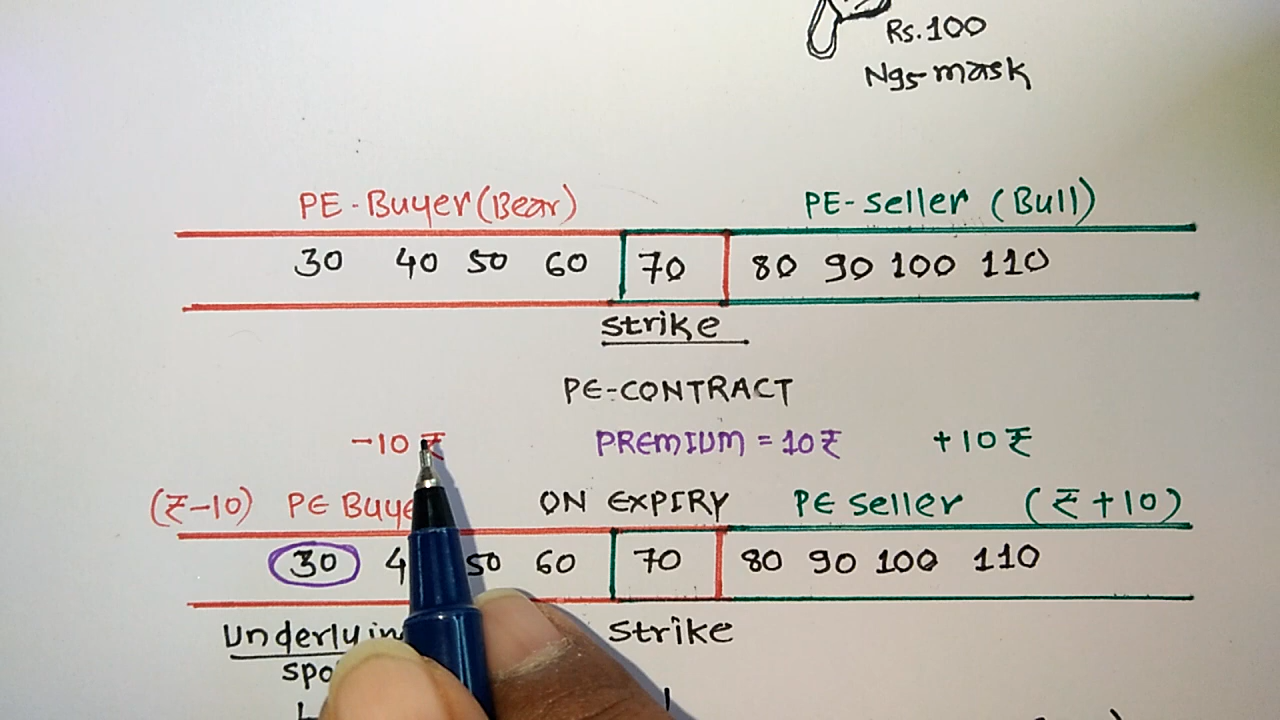 Rs.100
N95-mask
PE-Buyer(Bear) PE-seller (Bull)
30 40 50 60 70 80 90 100 110
Strike
PE-CONTRACT
-10 ₹ PREMIUM = 10₹ +10 ₹
(₹-10) PE ON EXPIRY PE seller (₹+10)
30 50 60 70 80 90 100 110
Strike